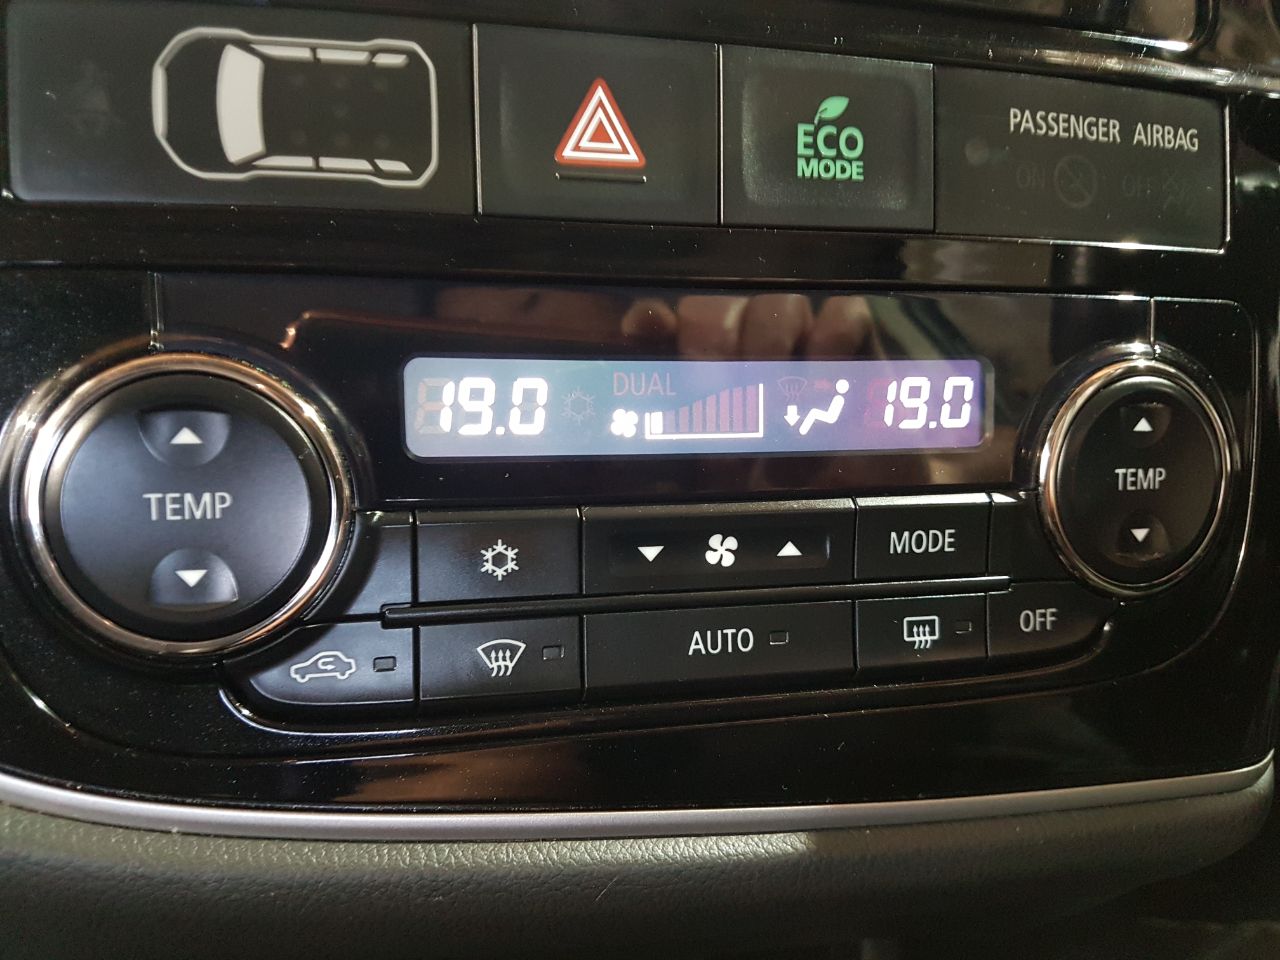 ECO
MODE
PASSENGER AIRBAG
ON OFF
DUAL
19.0 19.0
TEMP
TEMP
MODE
AUTO
OFF